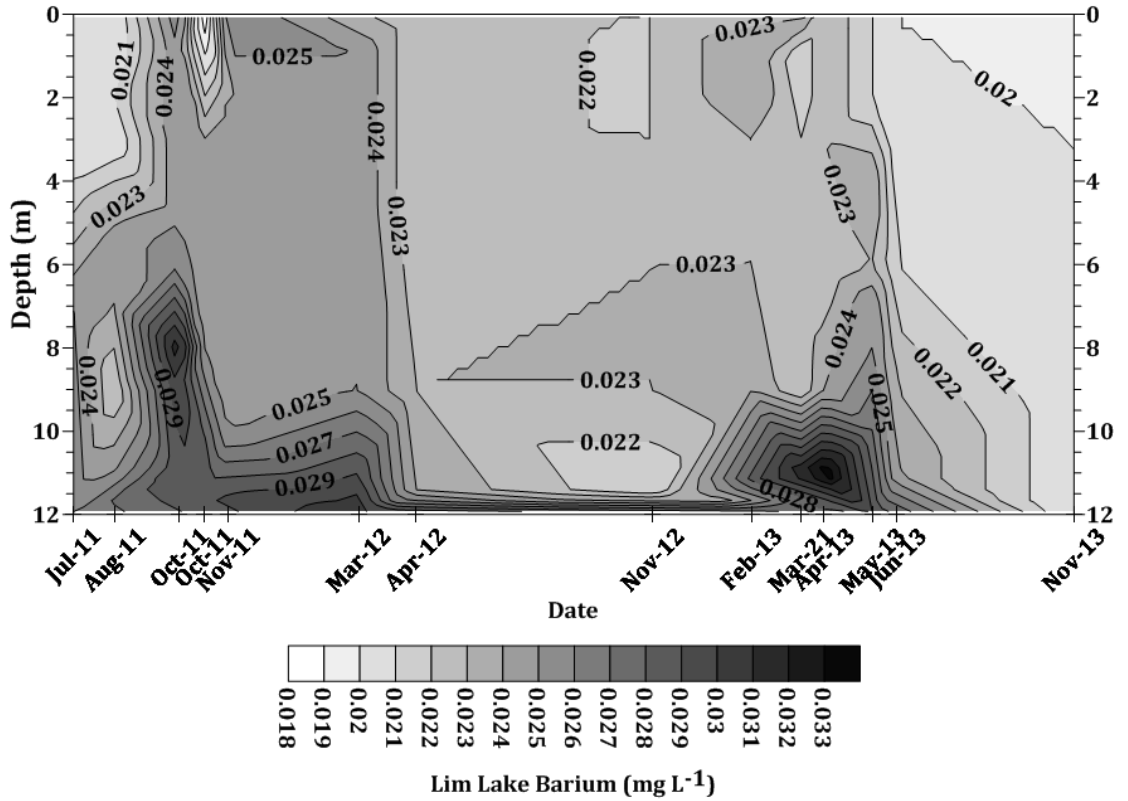 0 0
0.021 0.024 0.025 0.022 0.023 0.02
2 2
0.024
4 4
0.023 0.023 0.023
6 0.023 6
8 0.024 0.029 0.023 0.024 0.022 0.021 8
0.025 0.025
10 0.027 0.022 10
0.029 0.028
12 12
Jul-11 Aug-11 Oct-11 Oct-11 Nov-11 Mar-12 Apr-12 Nov-12 Feb-13 Mar-21 Apr-13 May-13 Jun-13 Nov-13
Depth (m)
Date
0.018 0.019 0.02 0.021 0.022 0.023 0.024 0.025 0.026 0.027 0.028 0.029 0.03 0.031 0.032 0.033
Lim Lake Barium (mg L⁻¹)